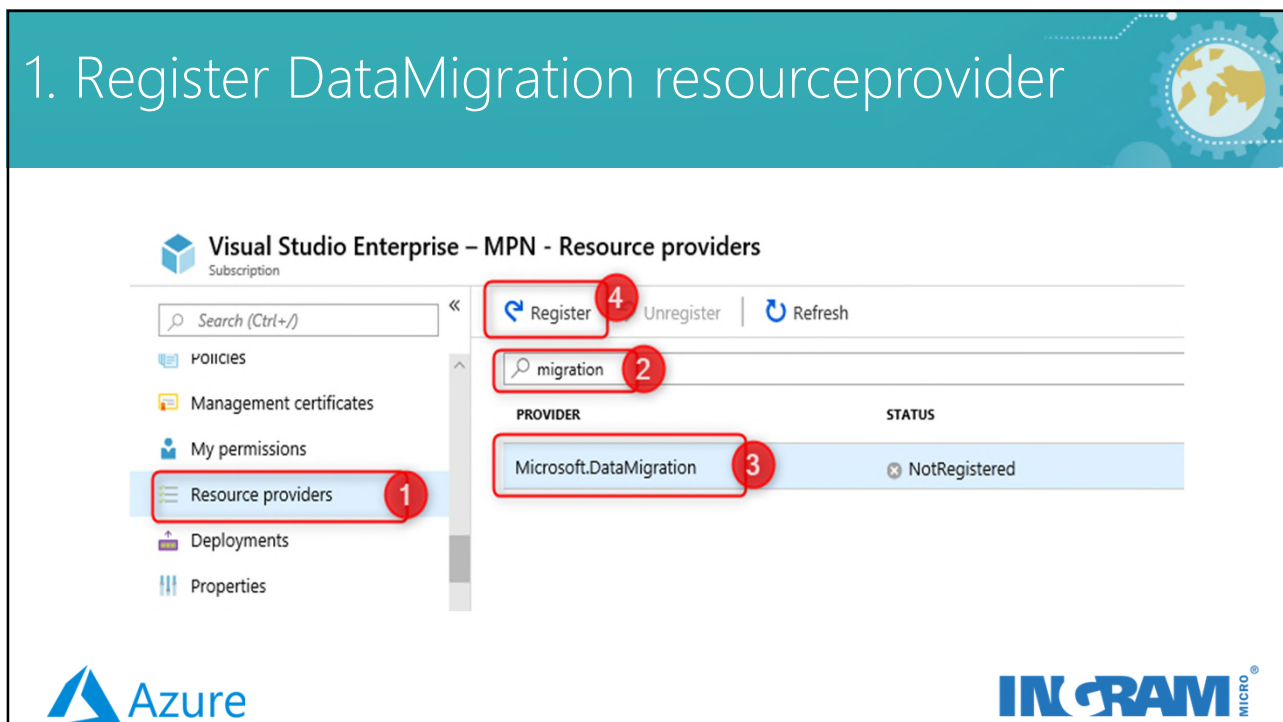 1. Register DataMigration resourceprovider
Visual Studio Enterprise – MPN - Resource providers
Subscription
Search (Ctrl+/)
«
Policies
Management certificates
My permissions
Resource providers
1
Deployments
Properties
Register
4
Unregister
Refresh
migration
2
PROVIDER
STATUS
Microsoft.DataMigration
3
NotRegistered
Azure
INGRAM MICRO®